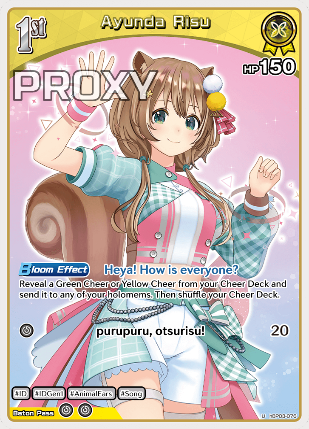 1st
Ayunda Risu
HP150
PROXY
Bloom Effect Heya! How is everyone?
Reveal a Green Cheer or Yellow Cheer from your Cheer Deck and
send it to any of your holomems. Then shuffle your Cheer Deck.
purupuru, otsurisu! 20
#ID #IDGen1 #AnimalEars #Song
Baton Pass
U hBP03-076